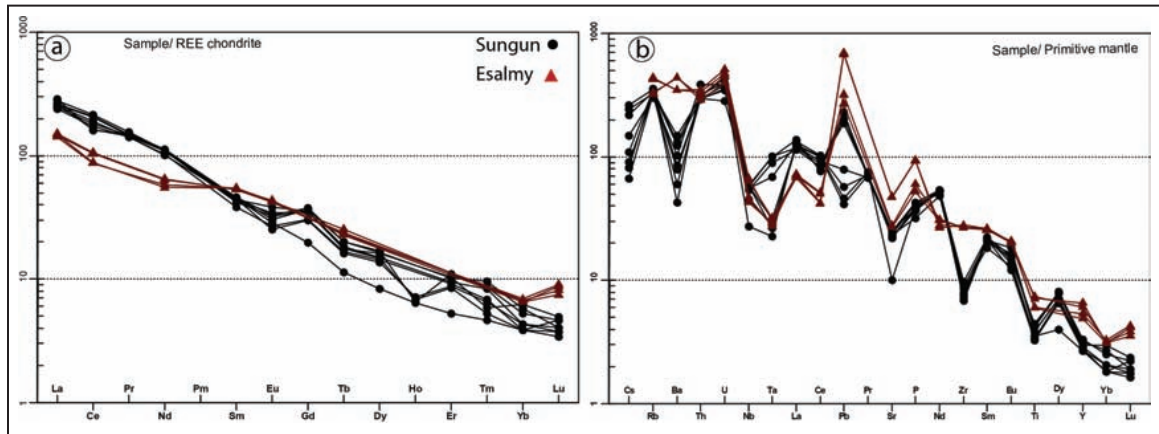 a
Sample/ REE chondrite
Sungun
Esalmy
1000
100
10
1
La Pr Pm Eu Tb Ho Tm Lu
Ce Nd Sm Gd Dy Er Yb
b
Sample/ Primitive mantle
1000
100
10
1
Cs Ba Th Nb La Pb Sr Nd Sm Ti Y Lu
Rb U Ta Ce Pr P Zr Eu Dy Yb